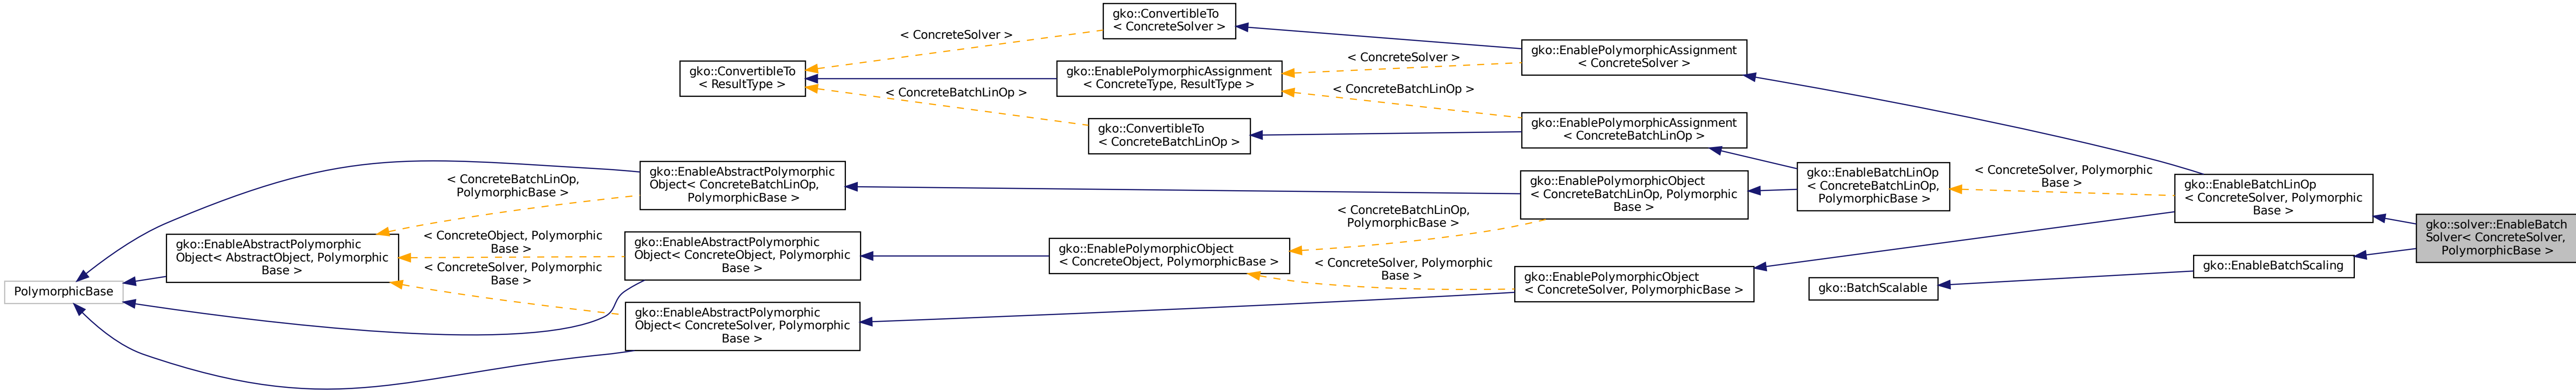 gko::ConvertibleTo
< ConcreteSolver >
< ConcreteSolver >
gko::EnablePolymorphicAssignment
< ConcreteSolver >
< ConcreteSolver >
gko::ConvertibleTo
< ResultType >
gko::EnablePolymorphicAssignment
< ConcreteType, ResultType >
< ConcreteBatchLinOp >
< ConcreteBatchLinOp >
gko::ConvertibleTo
< ConcreteBatchLinOp >
gko::EnablePolymorphicAssignment
< ConcreteBatchLinOp >
gko::EnableAbstractPolymorphic
Object< ConcreteBatchLinOp,
PolymorphicBase >
< ConcreteBatchLinOp,
PolymorphicBase >
gko::EnablePolymorphicObject
< ConcreteBatchLinOp, Polymorphic
Base >
gko::EnableBatchLinOp
< ConcreteBatchLinOp,
PolymorphicBase >
< ConcreteSolver, Polymorphic
Base >
gko::EnableBatchLinOp
< ConcreteSolver, Polymorphic
Base >
gko::solver::EnableBatch
Solver< ConcreteSolver,
PolymorphicBase >
< ConcreteBatchLinOp,
PolymorphicBase >
gko::EnableAbstractPolymorphic
Object< AbstractObject, Polymorphic
Base >
< ConcreteObject, Polymorphic
Base >
gko::EnableAbstractPolymorphic
Object< ConcreteObject, Polymorphic
Base >
gko::EnablePolymorphicObject
< ConcreteObject, PolymorphicBase >
< ConcreteSolver, Polymorphic
Base >
< ConcreteSolver, Polymorphic
Base >
gko::EnablePolymorphicObject
< ConcreteSolver, PolymorphicBase >
gko::EnableBatchScaling
gko::BatchScalable
PolymorphicBase
gko::EnableAbstractPolymorphic
Object< ConcreteSolver, Polymorphic
Base >